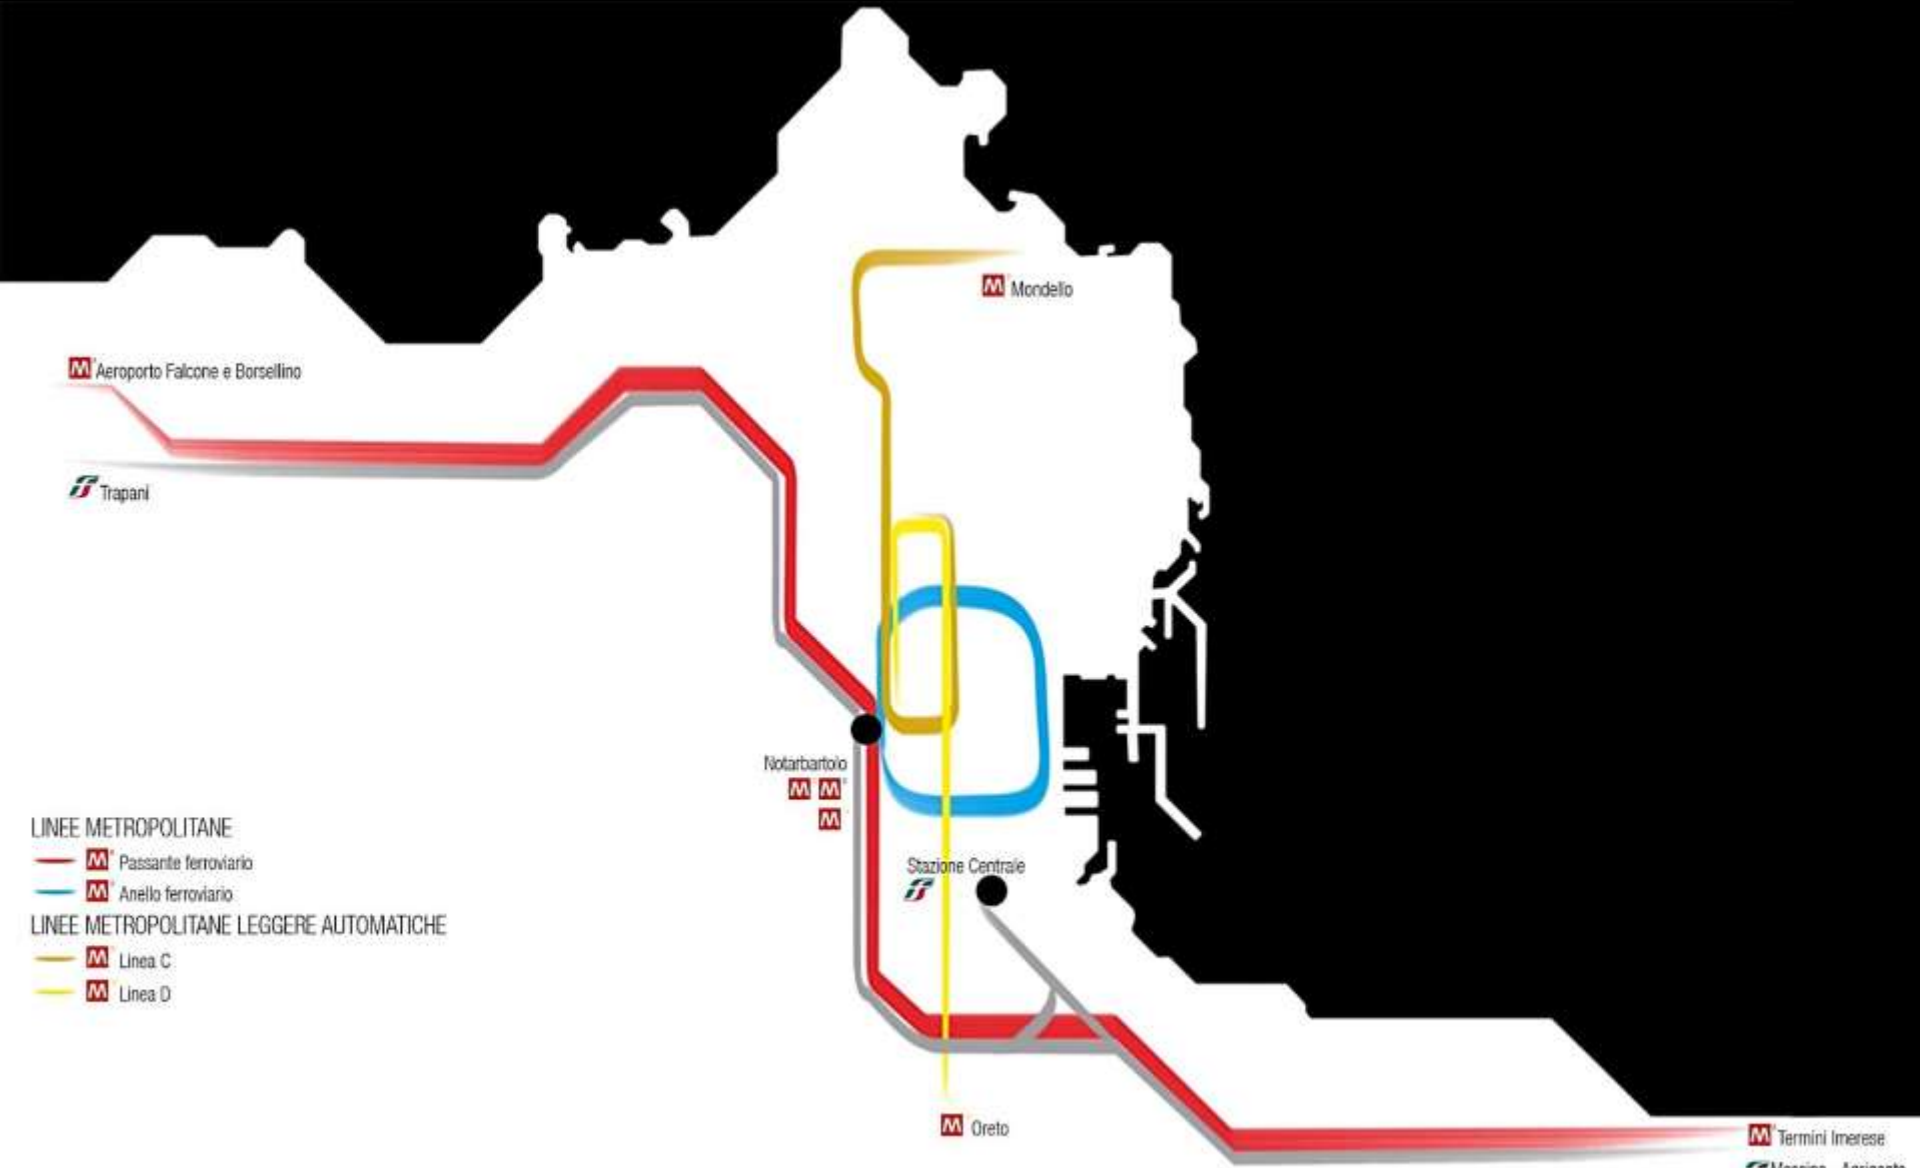 M Mondello
M Aeroporto Falcone e Borsellino
Trapani
Notarbartolo
M M
M
LINEE METROPOLITANE
M Passante ferroviario
M Anello ferroviario
LINEE METROPOLITANE LEGGERE AUTOMATICHE
M Linea C
M Linea D
Stazione Centrale
M Oreto
M Termini Imerese